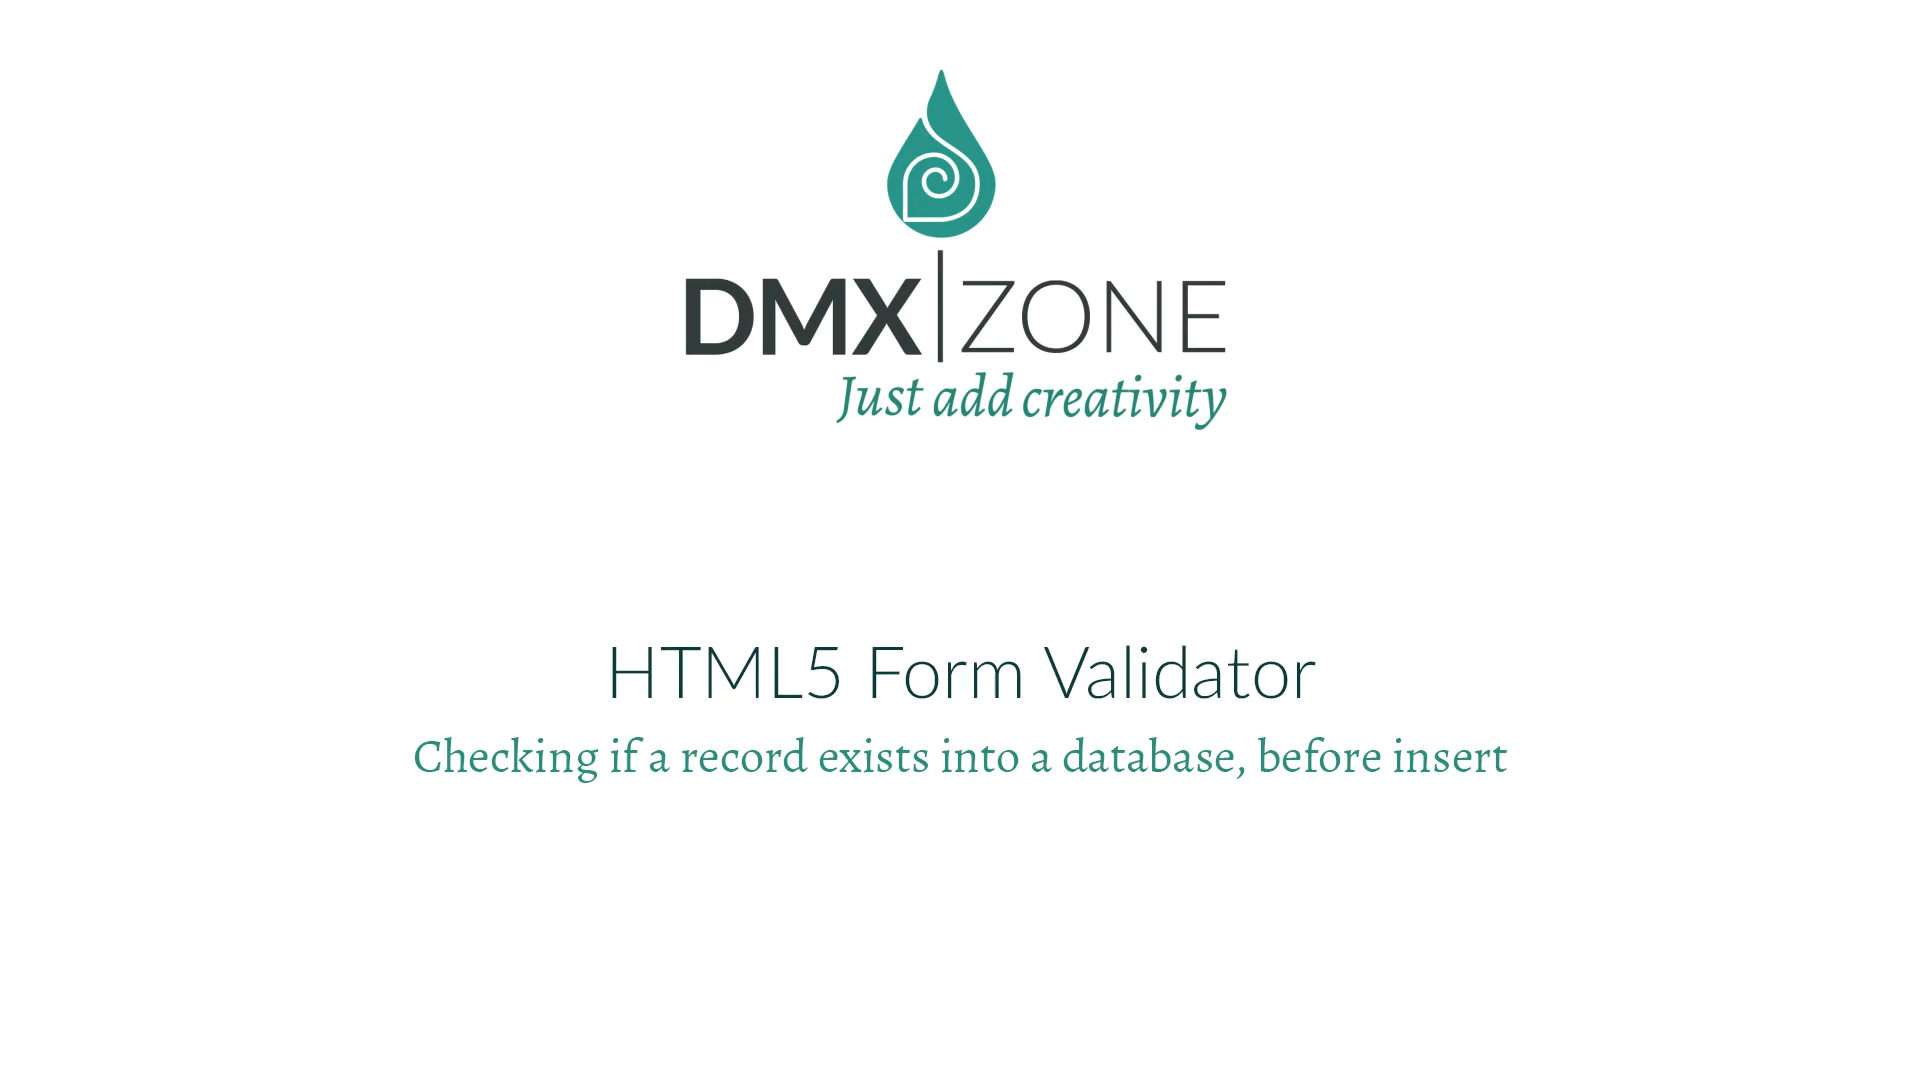 DMX|ZONE
Just add creativity
HTML5 Form Validator
Checking if a record exists into a database, before insert